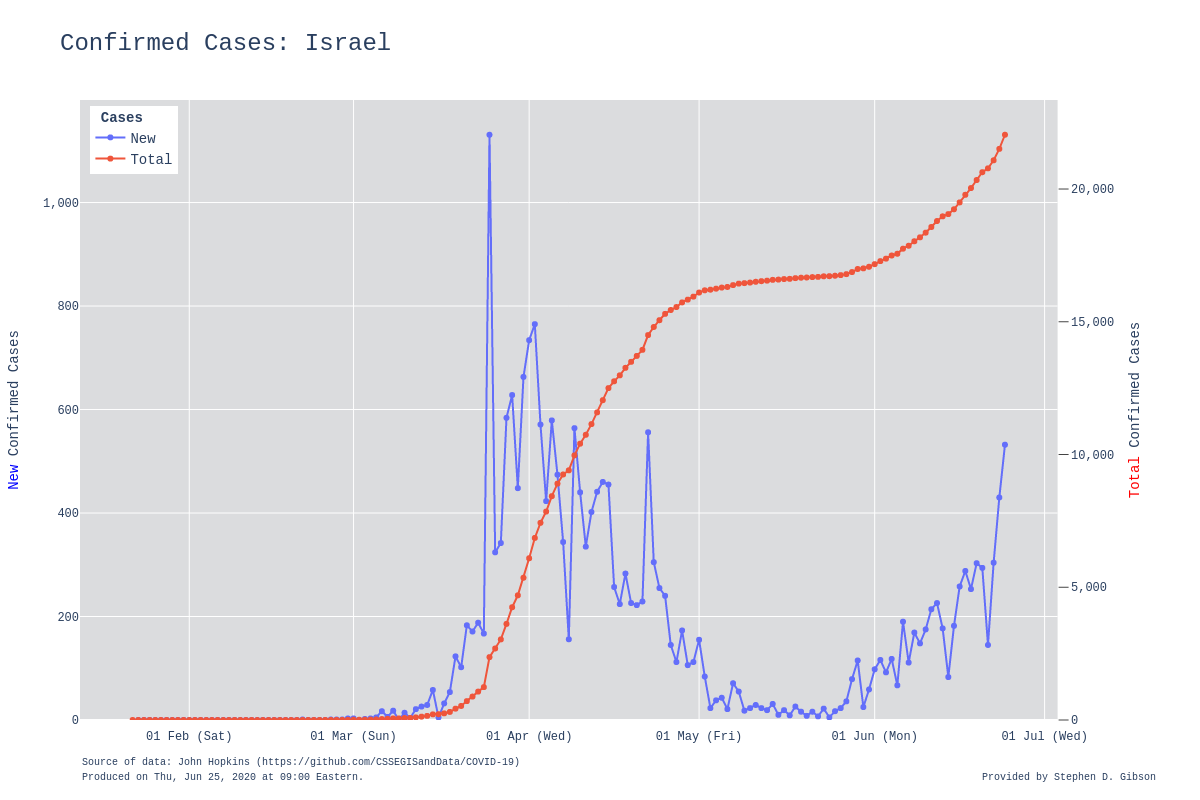 Confirmed Cases: Israel
Cases
New
Total
1,000
800
600
400
200
0
New Confirmed Cases
20,000
15,000
10,000
5,000
0
Total Confirmed Cases
01 Feb (Sat) 01 Mar (Sun) 01 Apr (Wed) 01 May (Fri) 01 Jun (Mon) 01 Jul (Wed)
Source of data: John Hopkins (https://github.com/CSSEGISandData/COVID-19)
Produced on Thu, Jun 25, 2020 at 09:00 Eastern.
Provided by Stephen D. Gibson